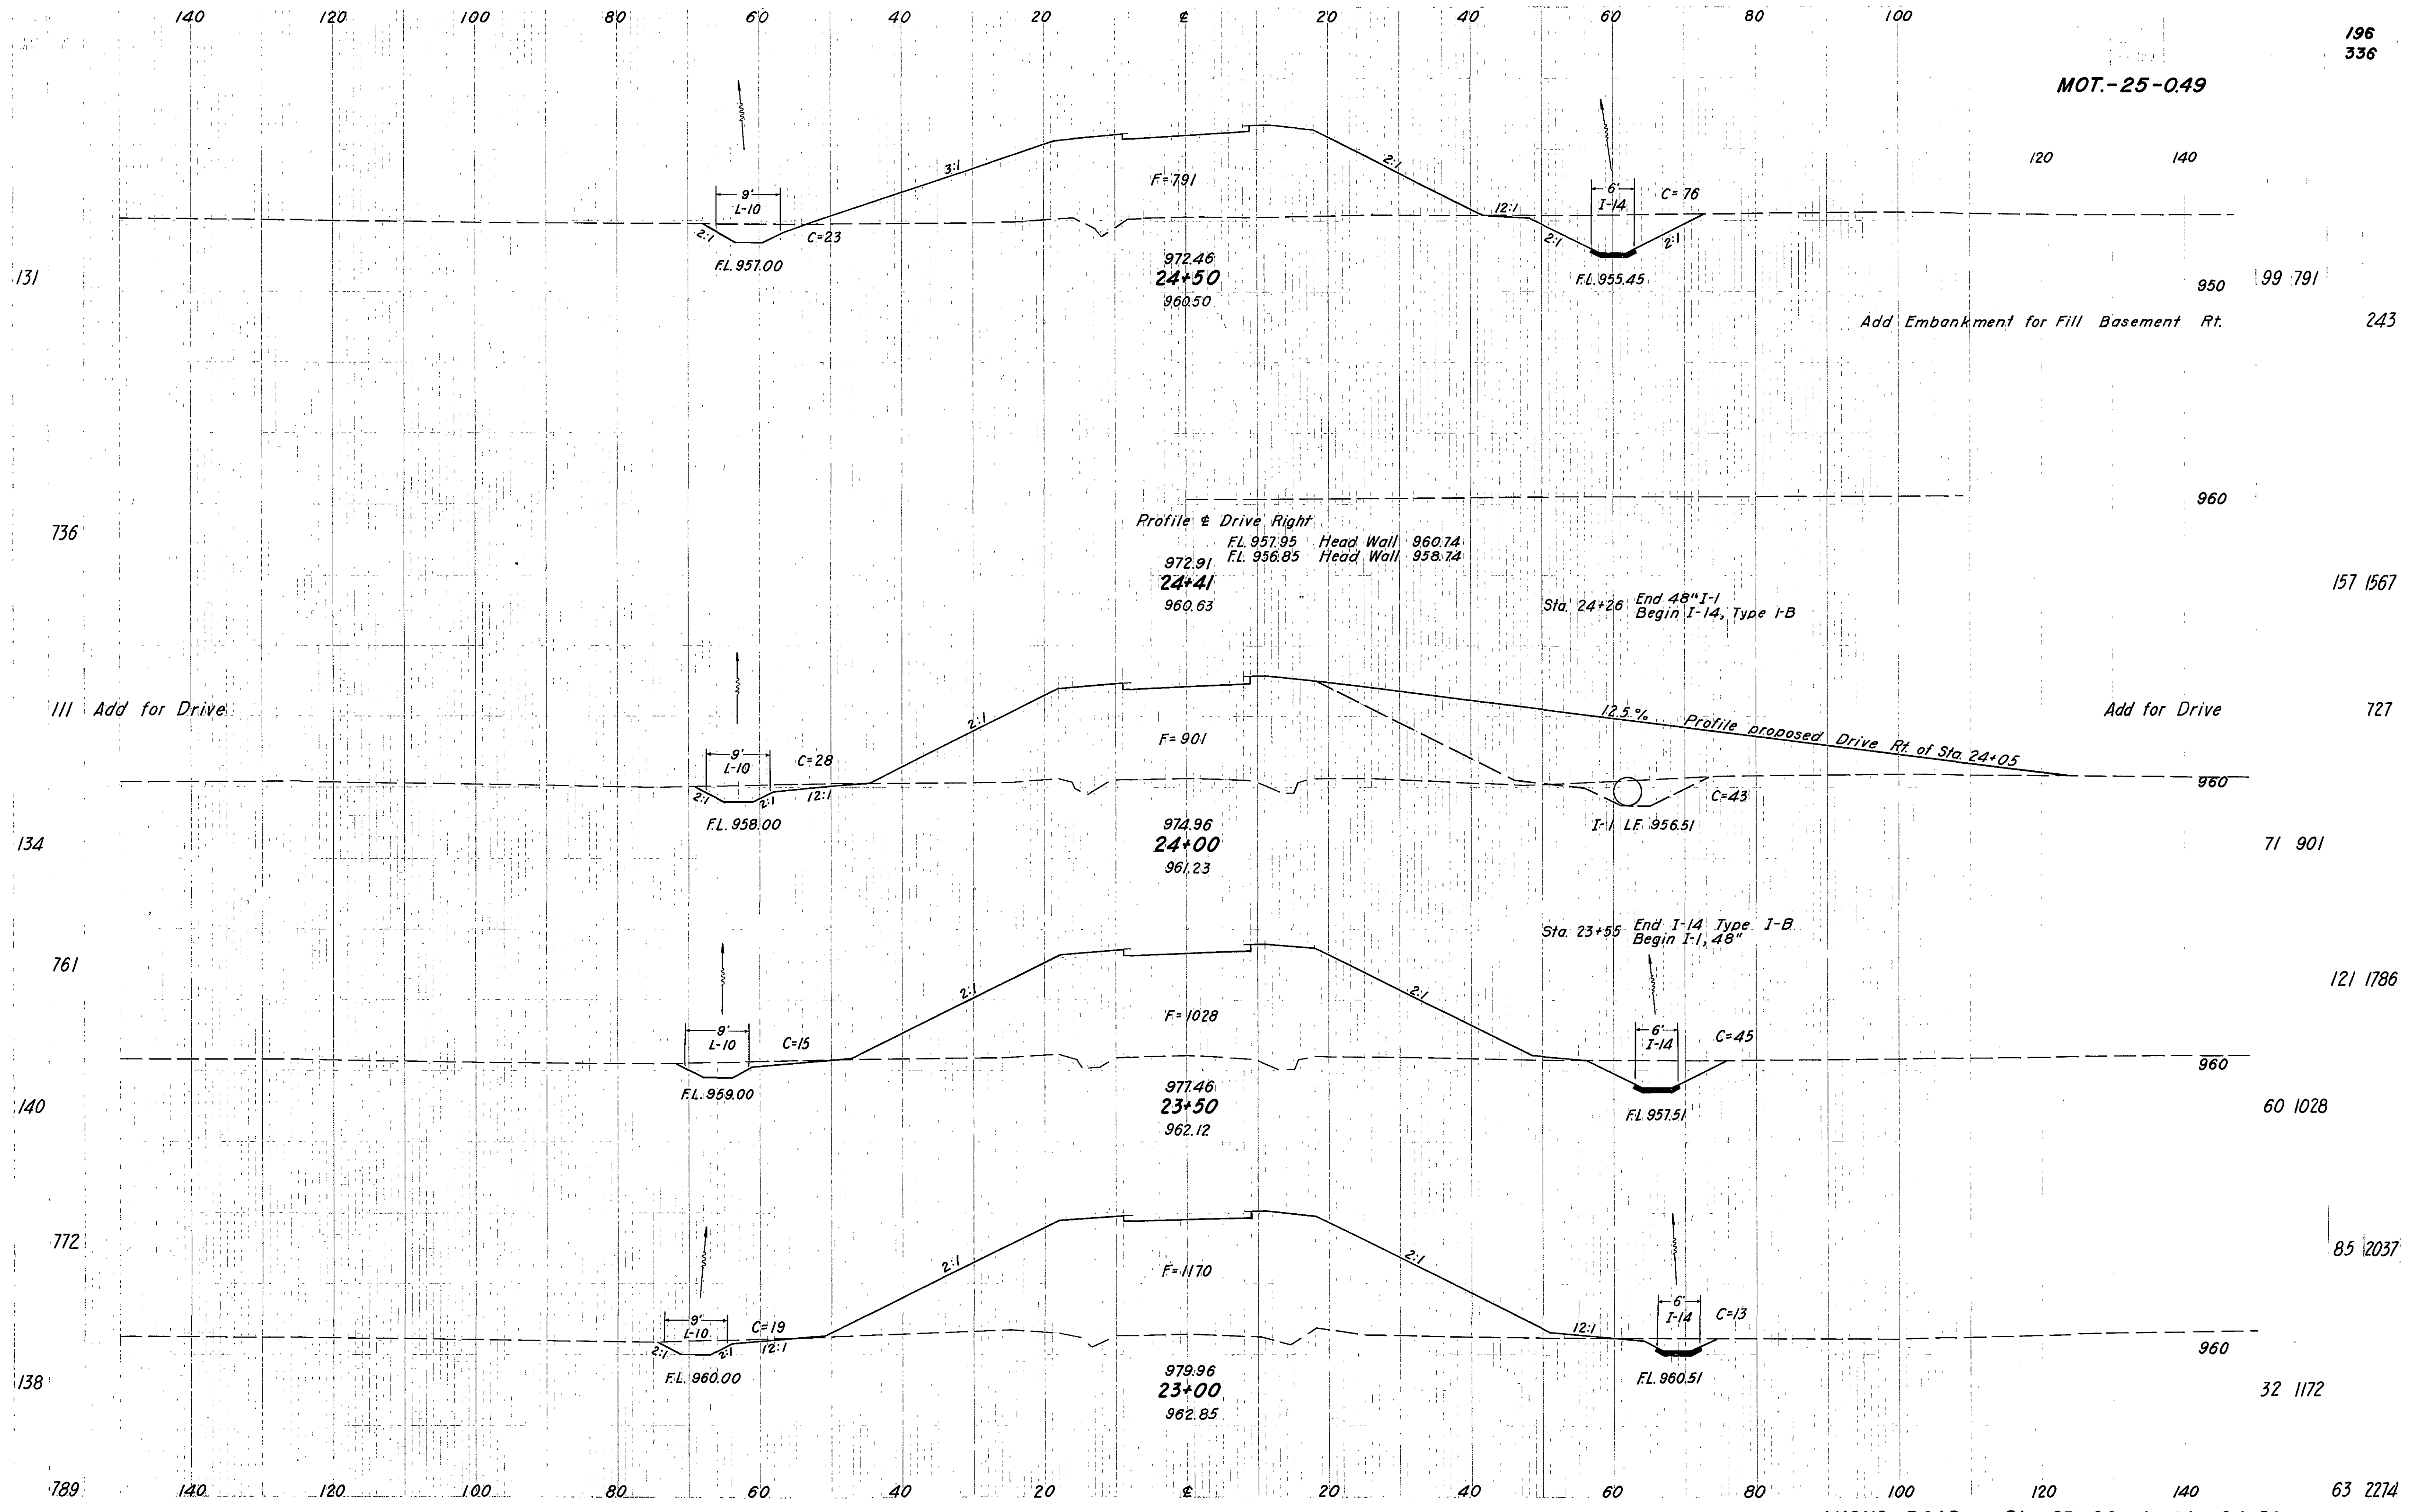 140 120 100 80 60 40 20 ℄ 20 40 60 80 100
196
336
MOT.-25-0.49
120 140
3:1
2:1
F=791
9'
L-10
6'
I-14
C=76
12:1
2:1
C=23
2:1
2:1
F.L. 957.00
972.46
24+50
960.50
F.L. 955.45
131
950
99 791
Add Embankment for Fill Basement Rt.
243
960
736
Profile ℄ Drive Right
F.L. 957.95 Head Wall 960.74
F.L. 956.85 Head Wall 958.74
972.91
24+41
960.63
157 1567
Sta. 24+26 End 48" I-1
Begin I-14, Type I-B
111 Add for Drive
Add for Drive 727
2:1
F=901
12.5% Profile proposed Drive Rt. of Sta. 24+05
9'
L-10
C=28
960
2:1
2:1
12:1
C=43
F.L. 958.00
974.96
24+00
961.23
I-1 L.F. 956.51
134
71 901
Sta. 23+55 End I-14 Type I-B
Begin I-1, 48"
761
121 1786
2:1
2:1
F=1028
9'
L-10
C=15
6'
I-14
C=45
960
F.L. 959.00
977.46
23+50
962.12
F.L. 957.51
140
60 1028
772
85 2037
2:1
2:1
F=1170
9'
L-10
C=19
6'
I-14
C=13
12:1
2:1
2:1
12:1
960
F.L. 960.00
979.96
23+00
962.85
F.L. 960.51
138
32 1172
789
140 120 100 80 60 40 20 ℄ 20 40 60 80 100 120 140
63 2274